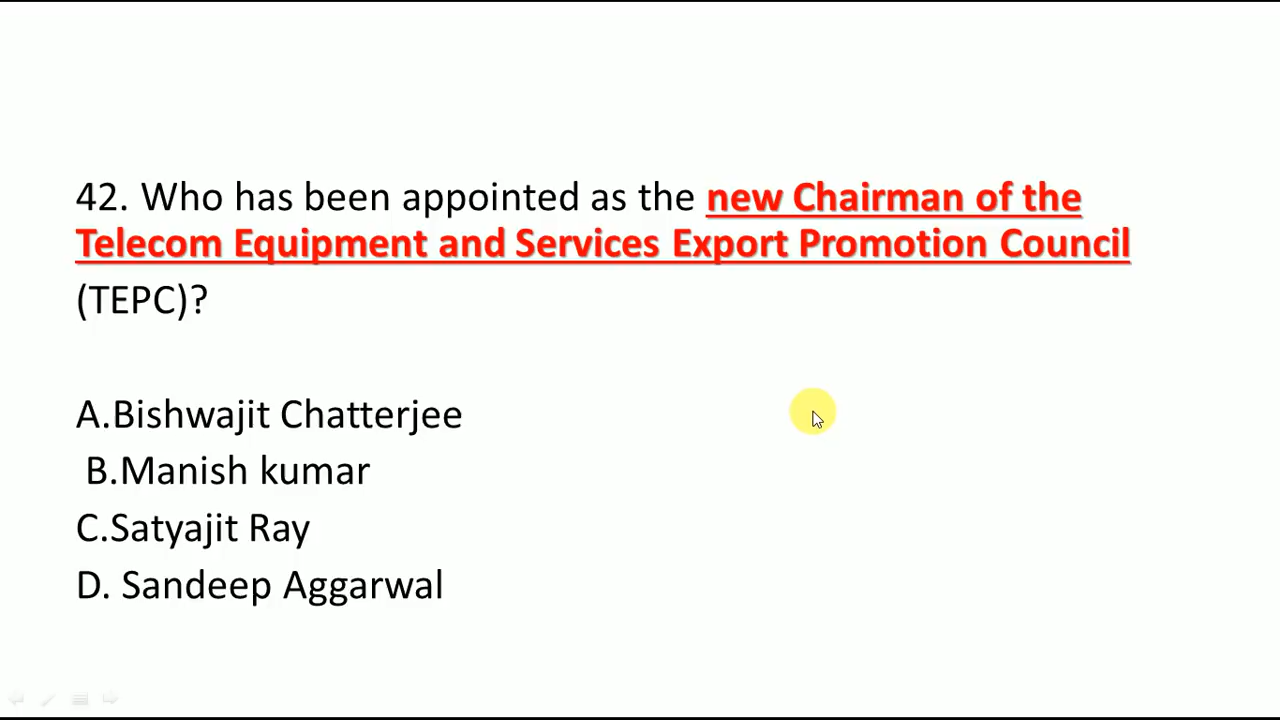 42. Who has been appointed as the new Chairman of the
Telecom Equipment and Services Export Promotion Council
(TEPC)?
A.Bishwajit Chatterjee
B.Manish kumar
C.Satyajit Ray
D. Sandeep Aggarwal